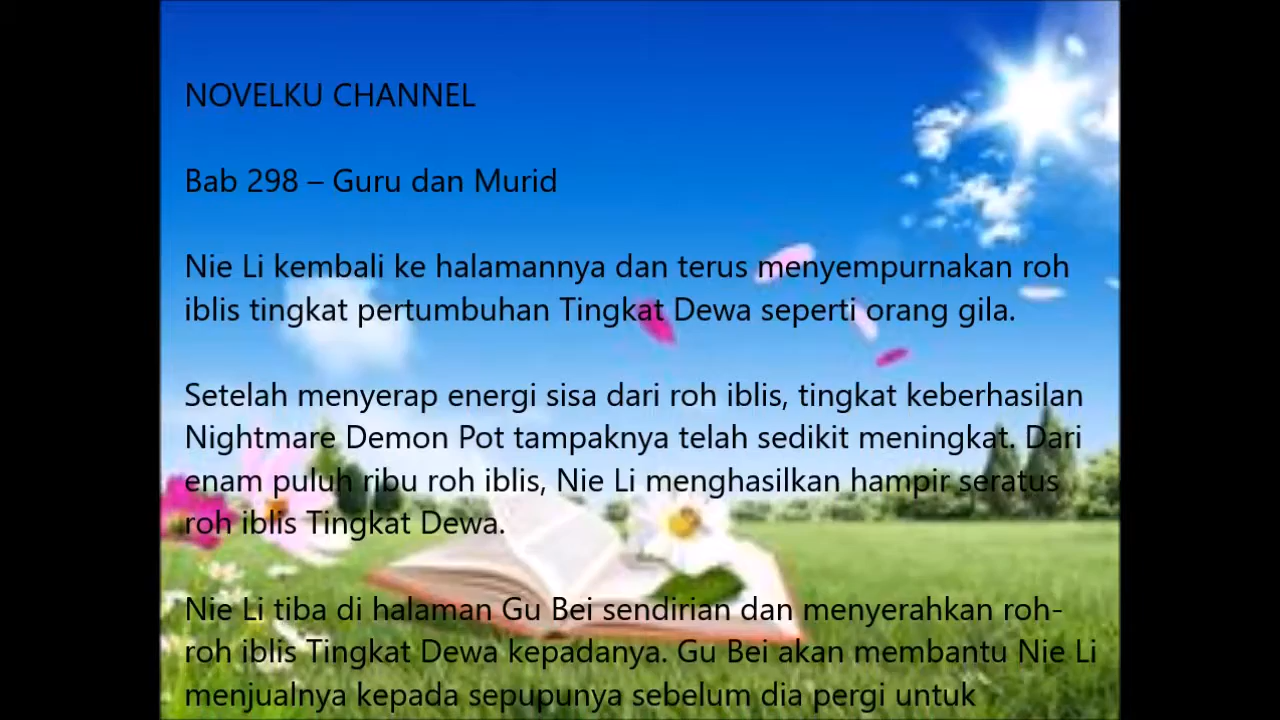 NOVELKU CHANNEL
Bab 298 – Guru dan Murid
Nie Li kembali ke halamannya dan terus menyempurnakan roh
iblis tingkat pertumbuhan Tingkat Dewa seperti orang gila.
Setelah menyerap energi sisa dari roh iblis, tingkat keberhasilan
Nightmare Demon Pot tampaknya telah sedikit meningkat. Dari
enam puluh ribu roh iblis, Nie Li menghasilkan hampir seratus
roh iblis Tingkat Dewa.
Nie Li tiba di halaman Gu Bei sendirian dan menyerahkan roh-
roh iblis Tingkat Dewa kepadanya. Gu Bei akan membantu Nie Li
menjualnya kepada sepupunya sebelum dia pergi untuk